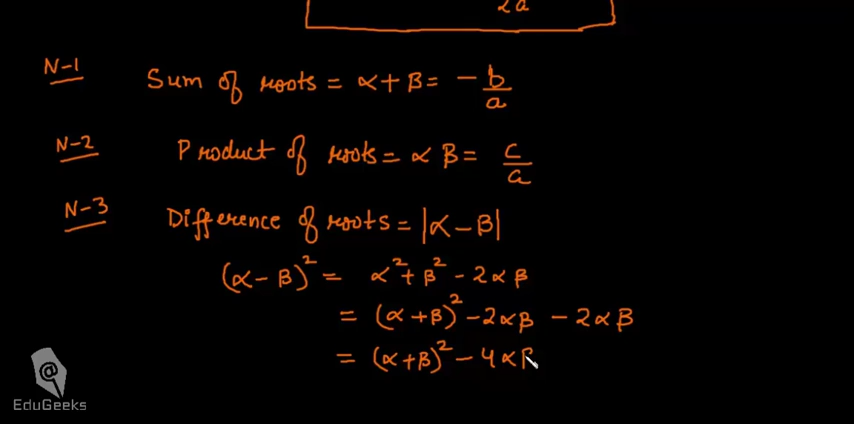 2a
N-1 Sum of roots = α + β = - b/a
N-2 Product of roots = α β = c/a
N-3 Difference of roots = |α - β|
(α - β)² = α² + β² - 2αβ
= (α + β)² - 2αβ - 2αβ
= (α + β)² - 4αβ
EduGeeks